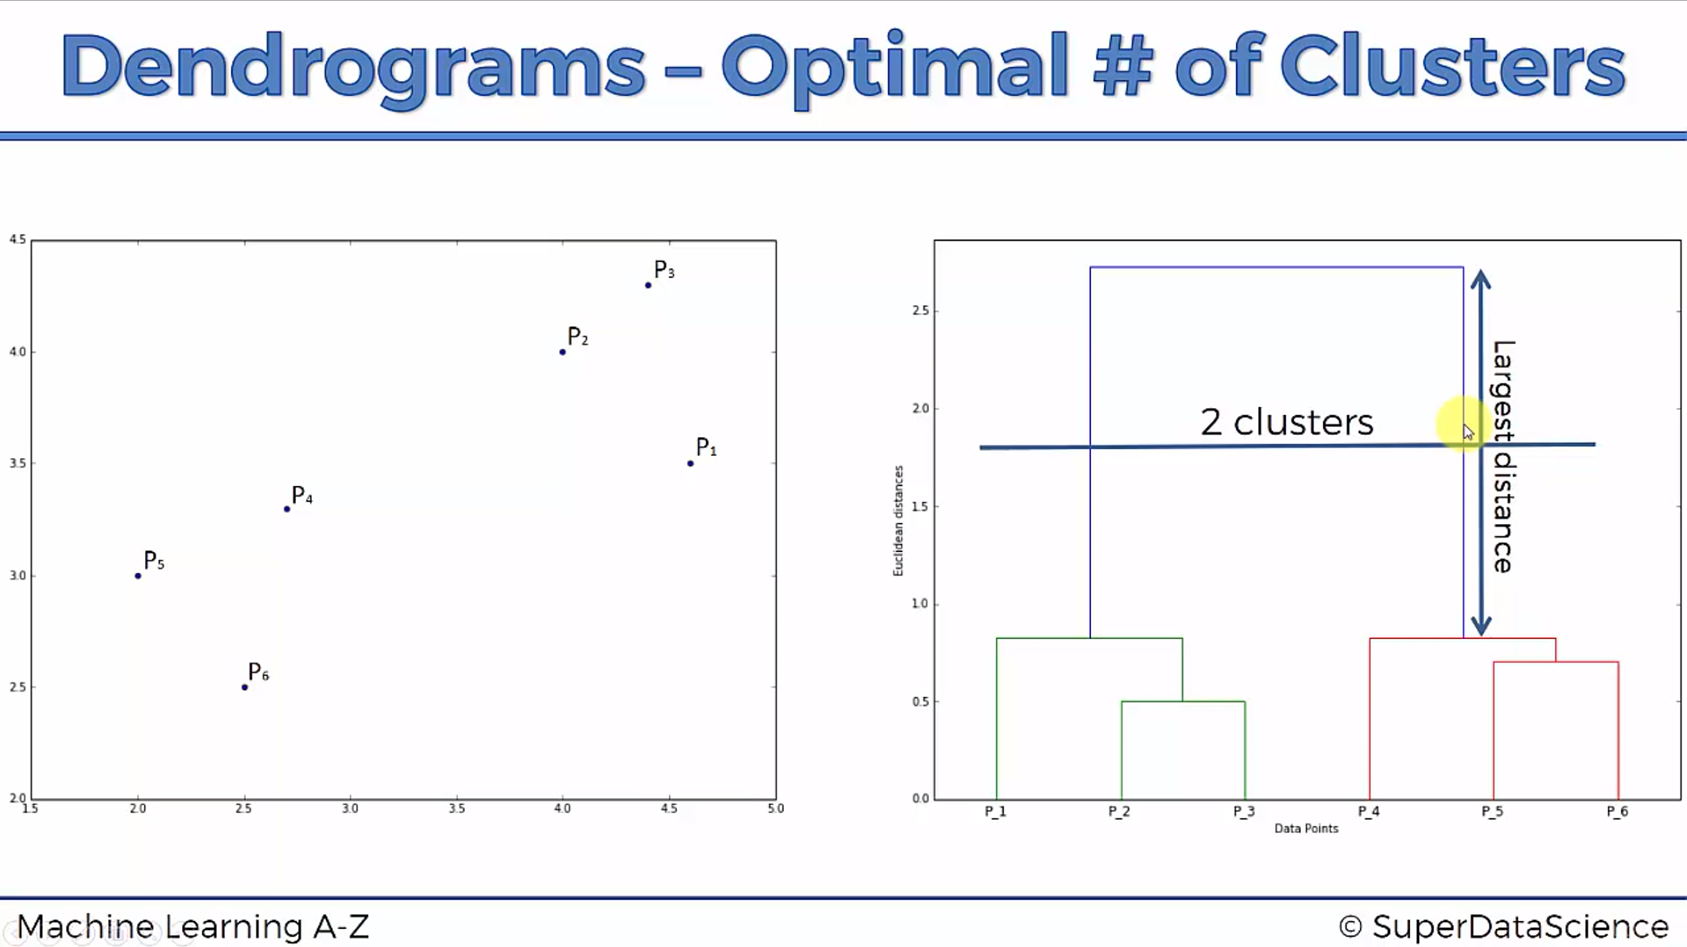 Dendrograms – Optimal # of Clusters
4.5
4.0
3.5
3.0
2.5
2.0
1.5
2.0
2.5
3.0
3.5
4.0
4.5
5.0
P₃
P₂
P₁
P₄
P₅
P₆
2.5
2.0
1.5
1.0
0.5
0.0
Euclidean distances
2 clusters
Largest distance
P_1
P_2
P_3
P_4
P_5
P_6
Data Points
Machine Learning A-Z
© SuperDataScience